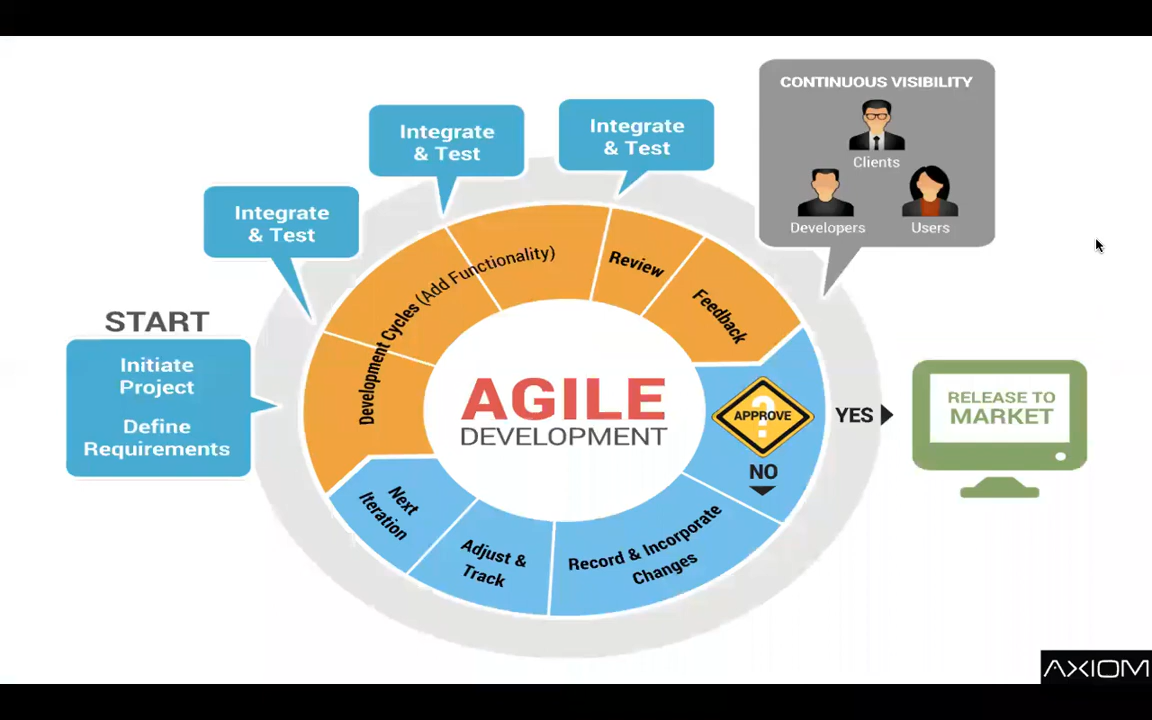 Integrate
& Test
Integrate
& Test
Integrate
& Test
CONTINUOUS VISIBILITY
Clients
Developers
Users
START
Initiate
Project
Define
Requirements
Development Cycles (Add Functionality)
Review
Feedback
AGILE
DEVELOPMENT
?
APPROVE
YES
NO
RELEASE TO
MARKET
Record & Incorporate
Changes
Adjust &
Track
Next
Iteration
AXIOM